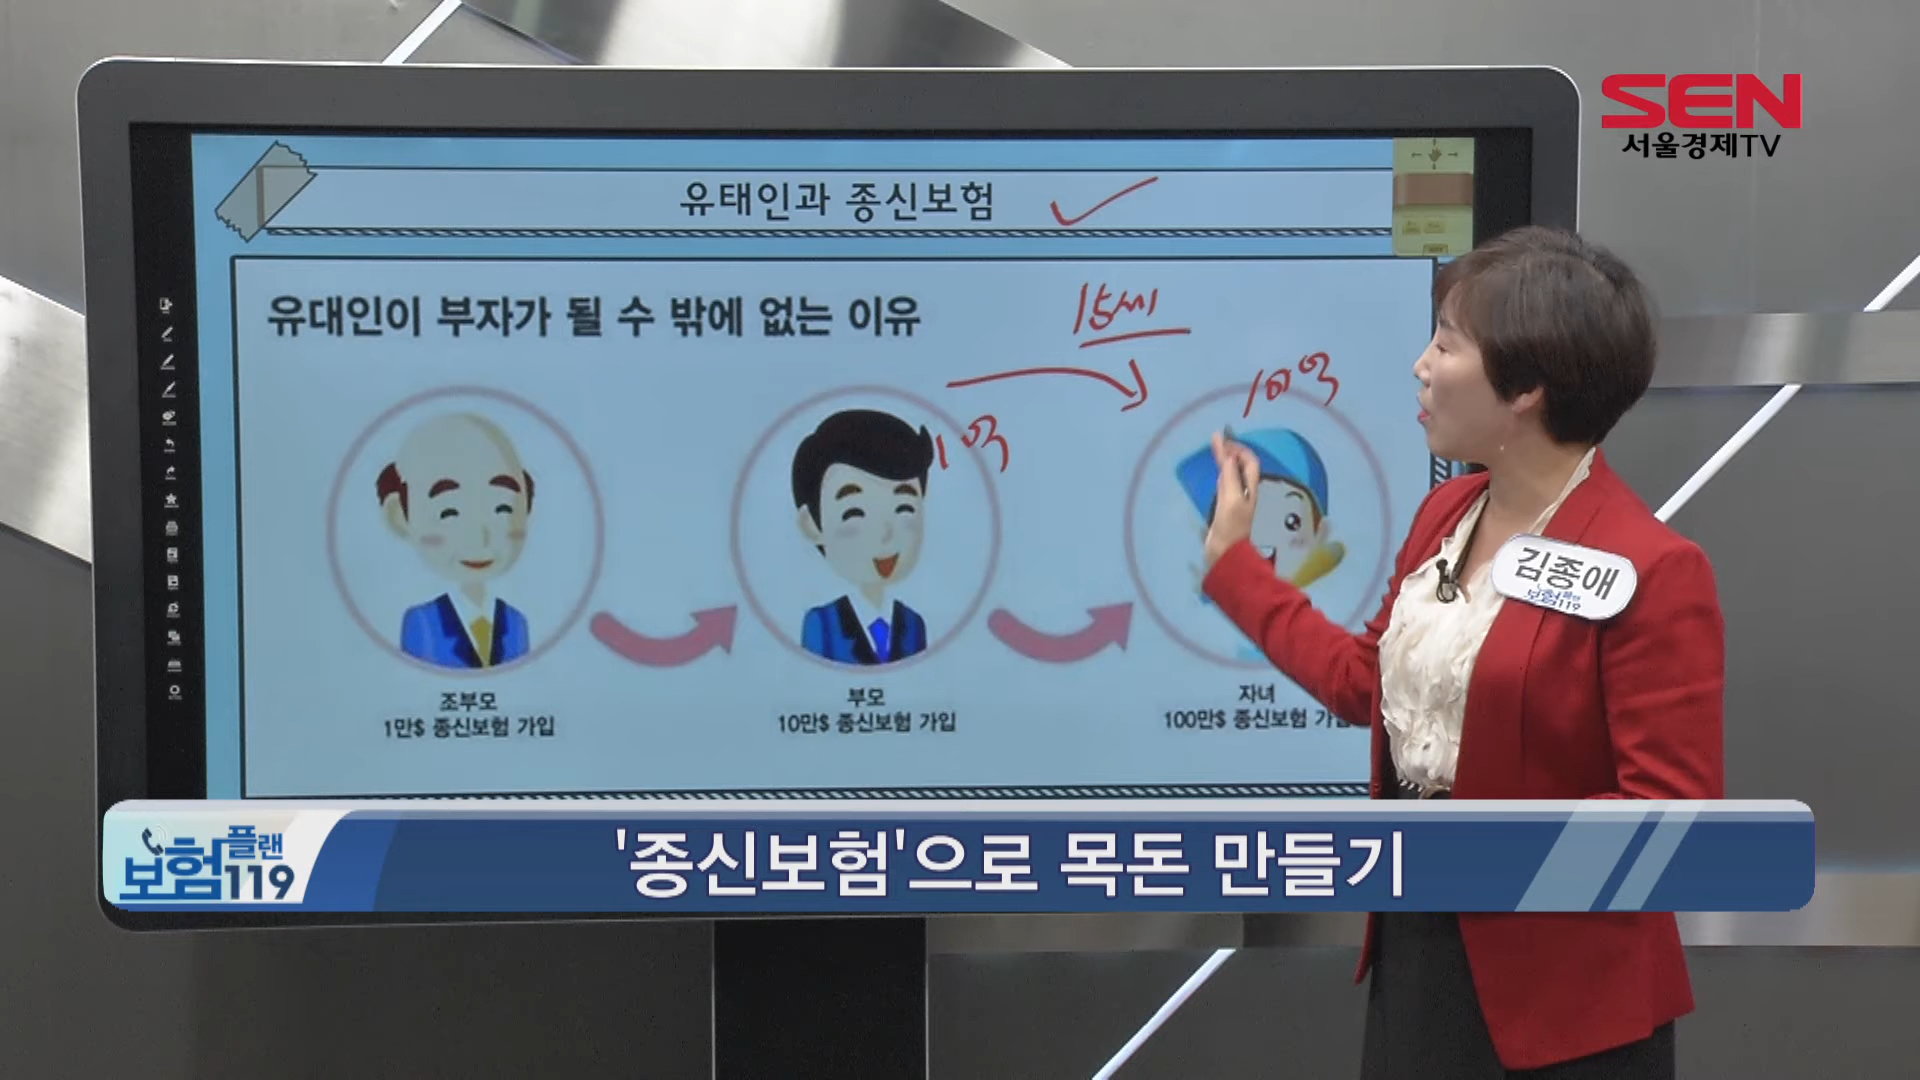 SEN
서울경제TV
유태인과 종신보험
유대인이 부자가 될 수 밖에 없는 이유
15세
1억
10억
조부모
1만$ 종신보험 가입
부모
10만$ 종신보험 가입
자녀
100만$ 종신보험 가입
김종애
보험플랜119
보험플랜119
'종신보험'으로 목돈 만들기